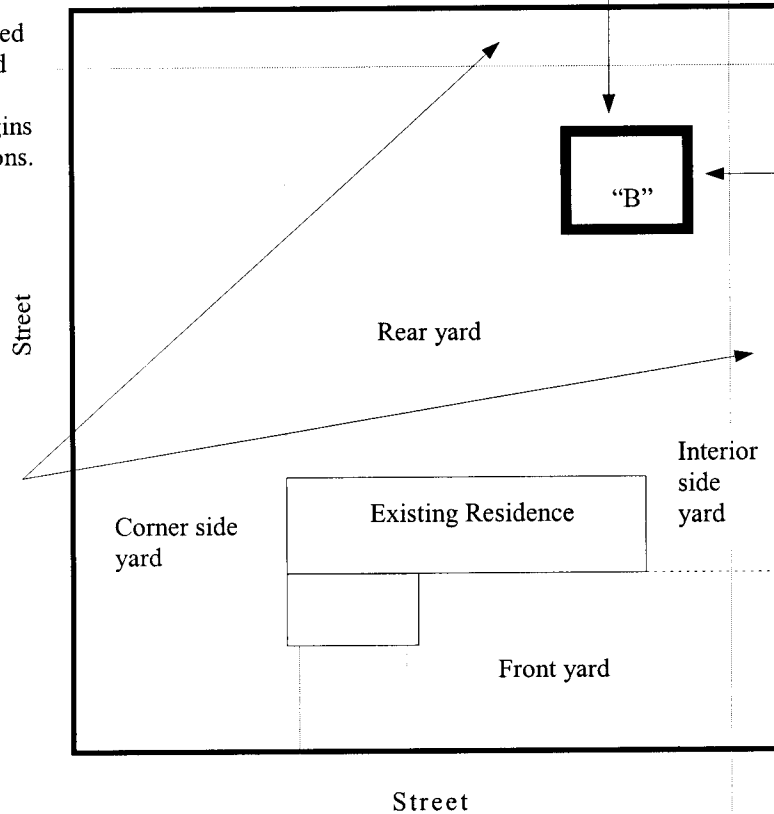 ed
d
gins
ons.
“B”
Street
Rear yard
Interior
side
yard
Existing Residence
Corner side
yard
Front yard
Street